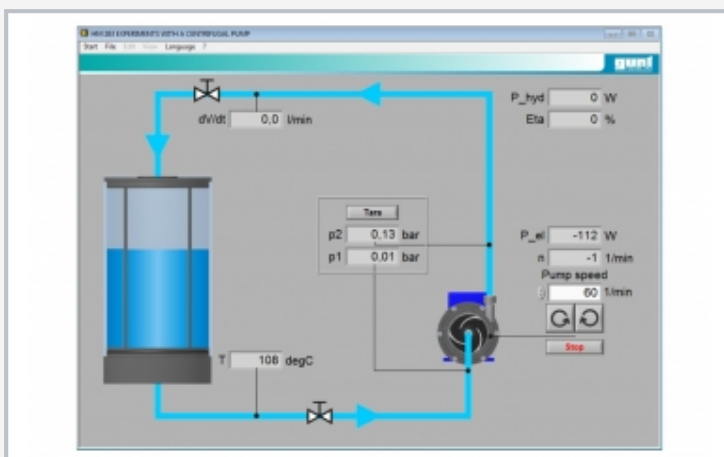 HM 283 EXPERIMENTS WITH A CENTRIFUGAL PUMP
Start File Edit View Language ?
gunt
dV/dt 0,0 l/min
P_hyd 0 W
Eta 0 %
Tara
p2 0,13 bar
p1 0,01 bar
P_el -112 W
n -1 1/min
Pump speed
60 1/min
Stop
T 108 degC